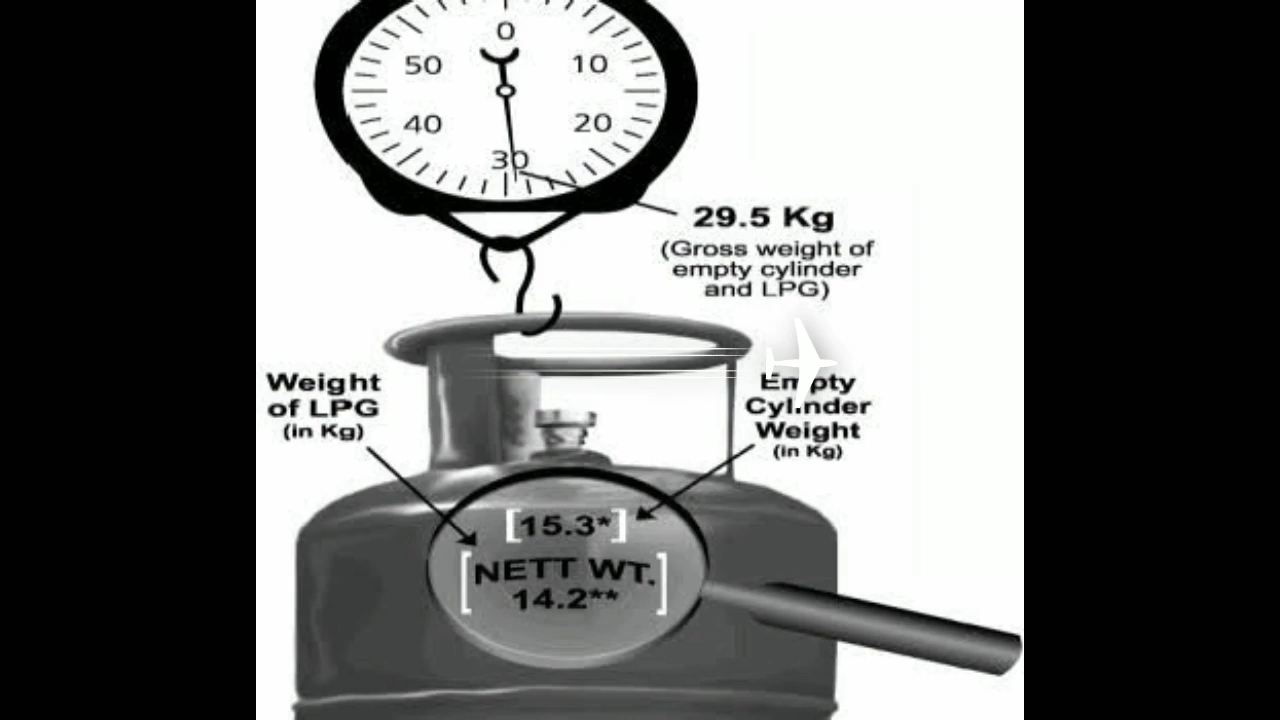 0
50
10
40
20
30
29.5 Kg
(Gross weight of
empty cylinder
and LPG)
Weight
of LPG
(in Kg)
Empty
Cylinder
Weight
(in Kg)
[15.3*]
[NETT WT.
14.2**]